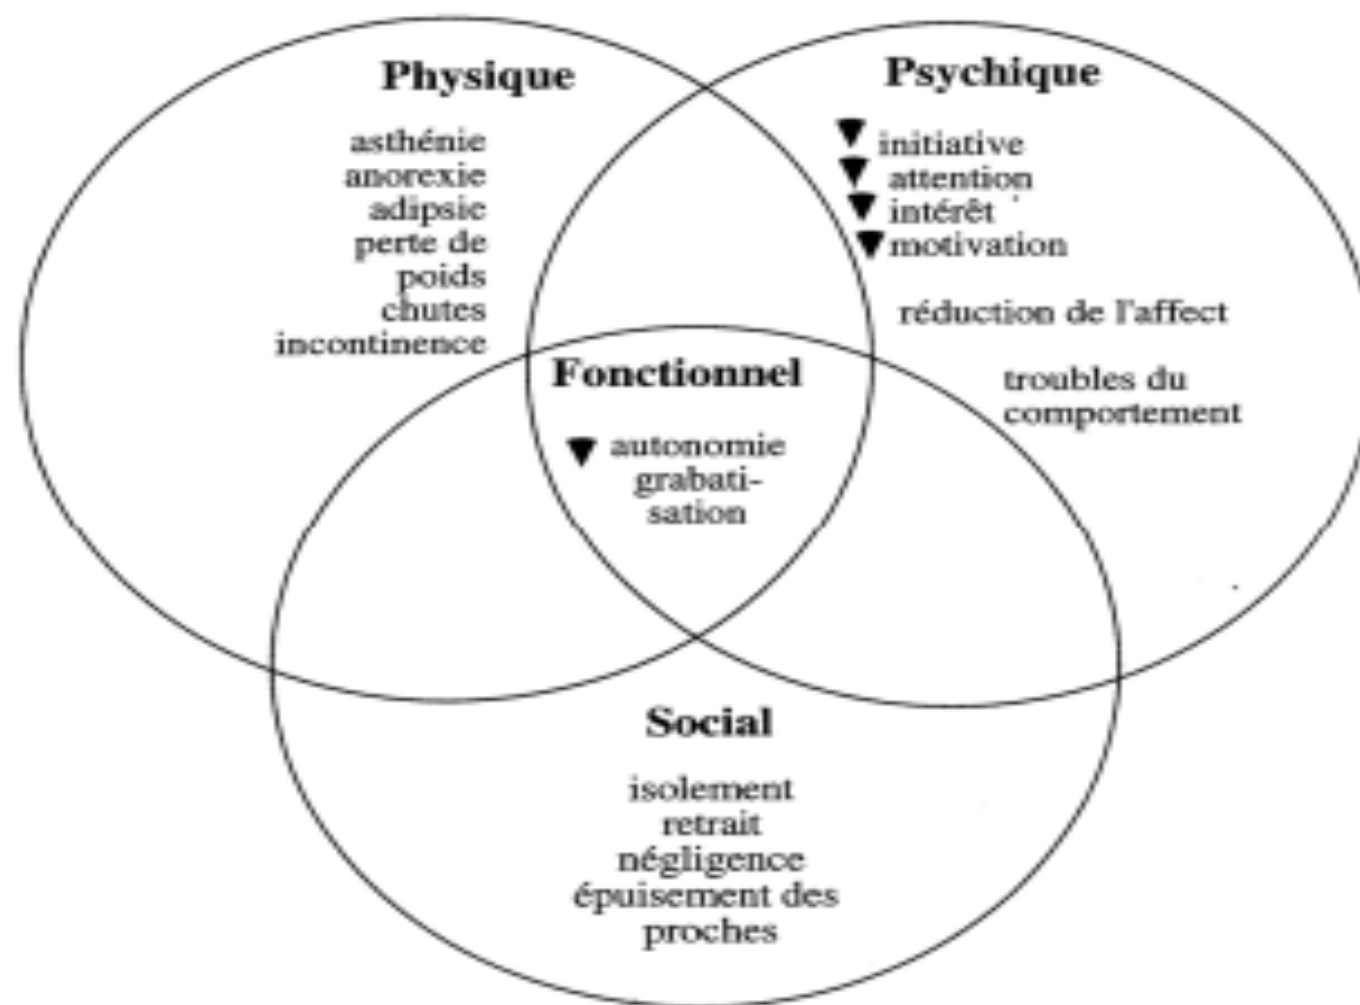 Physique
asthénie
anorexie
adipsie
perte de
poids
chutes
incontinence
Psychique
▼ initiative
▼ attention
▼ intérêt
▼ motivation
réduction de l'affect
troubles du
comportement
Fonctionnel
▼ autonomie
grabati-
sation
Social
isolement
retrait
négligence
épuisement des
proches